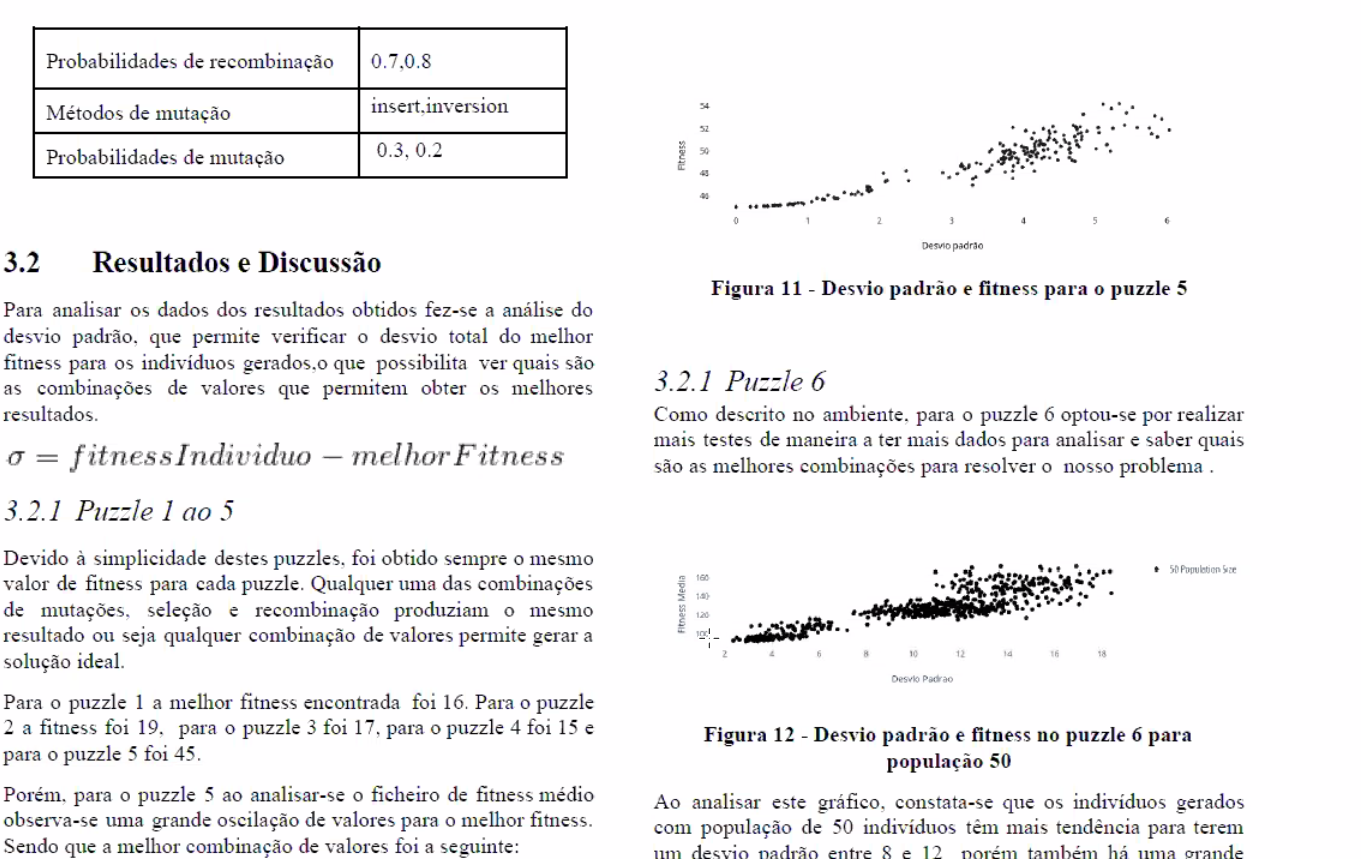 Probabilidades de recombinação 0.7,0.8
Métodos de mutação insert,inversion
Probabilidades de mutação 0.3, 0.2
3.2 Resultados e Discussão
Para analisar os dados dos resultados obtidos fez-se a análise do
desvio padrão, que permite verificar o desvio total do melhor
fitness para os indivíduos gerados,o que possibilita ver quais são
as combinações de valores que permitem obter os melhores
resultados.
σ = fitnessIndividuo − melhorFitness
3.2.1 Puzzle 1 ao 5
Devido à simplicidade destes puzzles, foi obtido sempre o mesmo
valor de fitness para cada puzzle. Qualquer uma das combinações
de mutações, seleção e recombinação produziam o mesmo
resultado ou seja qualquer combinação de valores permite gerar a
solução ideal.
Para o puzzle 1 a melhor fitness encontrada foi 16. Para o puzzle
2 a fitness foi 19, para o puzzle 3 foi 17, para o puzzle 4 foi 15 e
para o puzzle 5 foi 45.
Porém, para o puzzle 5 ao analisar-se o ficheiro de fitness médio
observa-se uma grande oscilação de valores para o melhor fitness.
Sendo que a melhor combinação de valores foi a seguinte:
Fitness
54
52
50
48
46
0 1 2 3 4 5 6
Desvio padrão
Figura 11 - Desvio padrão e fitness para o puzzle 5
3.2.1 Puzzle 6
Como descrito no ambiente, para o puzzle 6 optou-se por realizar
mais testes de maneira a ter mais dados para analisar e saber quais
são as melhores combinações para resolver o nosso problema .
50 Population Size
Fitness Media
160
140
120
100
2 4 6 8 10 12 14 16 18
Desvio Padrao
Figura 12 - Desvio padrão e fitness no puzzle 6 para
população 50
Ao analisar este gráfico, constata-se que os indivíduos gerados
com população de 50 indivíduos têm mais tendência para terem
um desvio padrão entre 8 e 12 porém também há uma grande